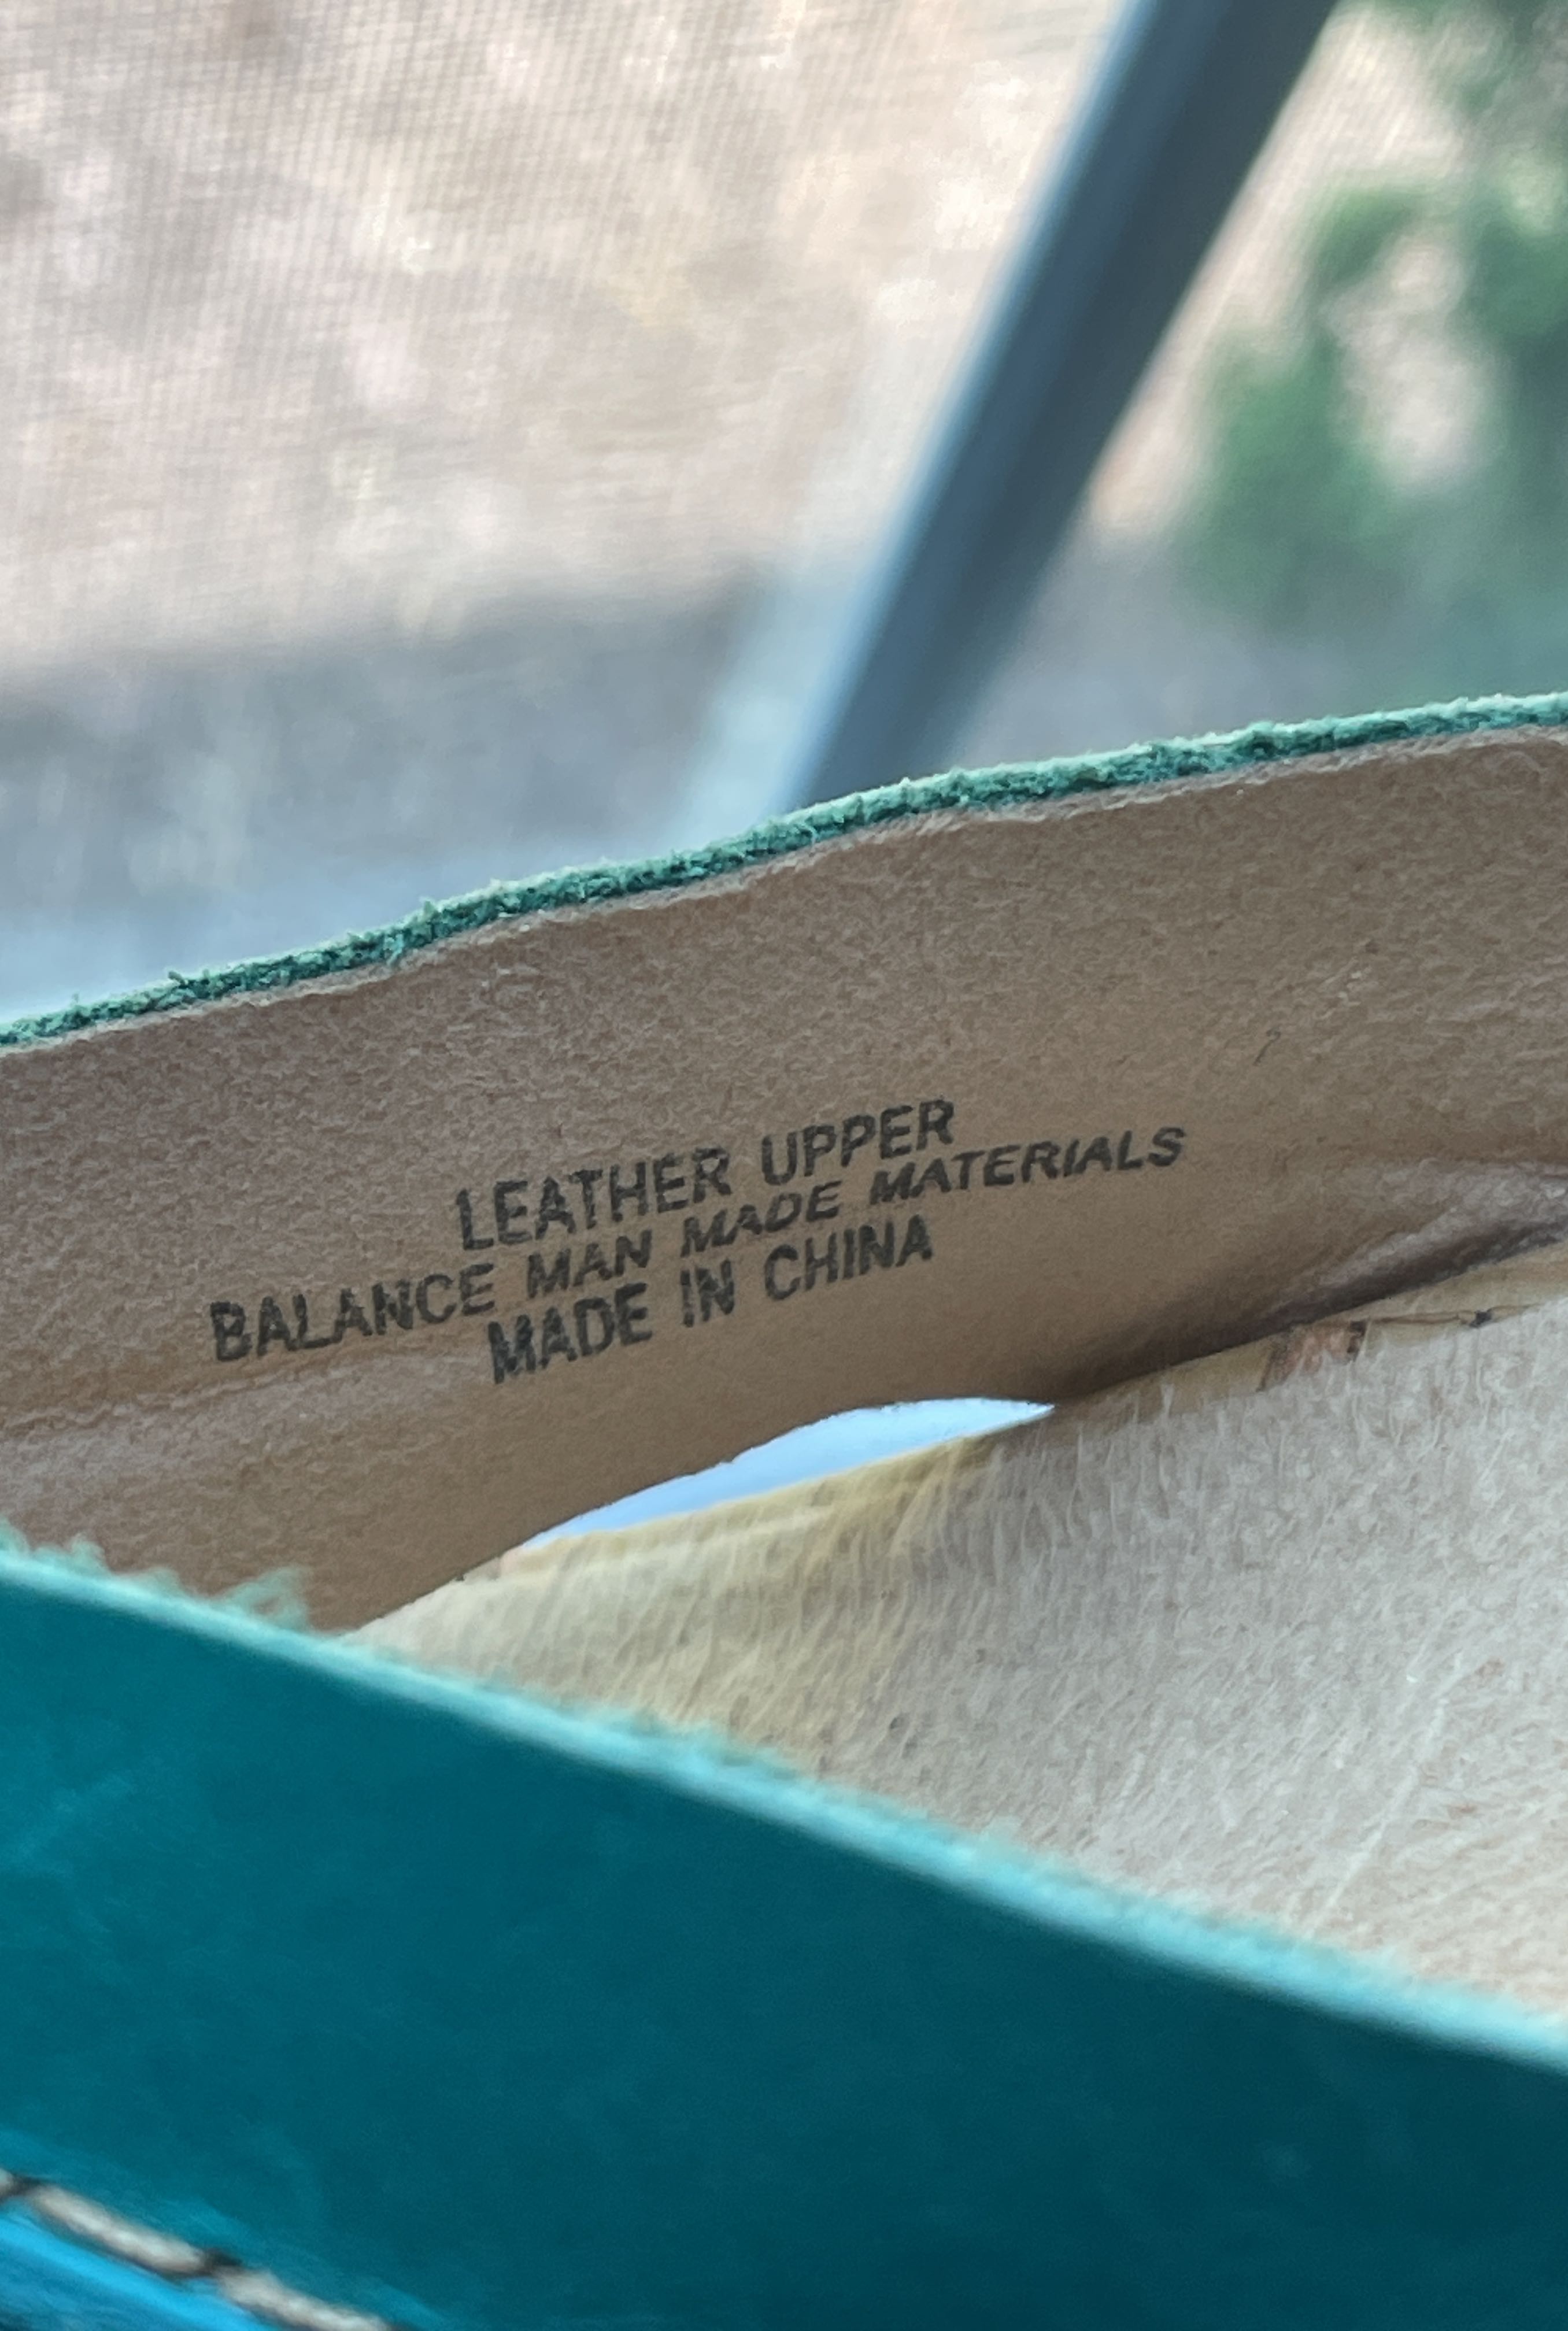 LEATHER UPPER
BALANCE MAN MADE MATERIALS
MADE IN CHINA